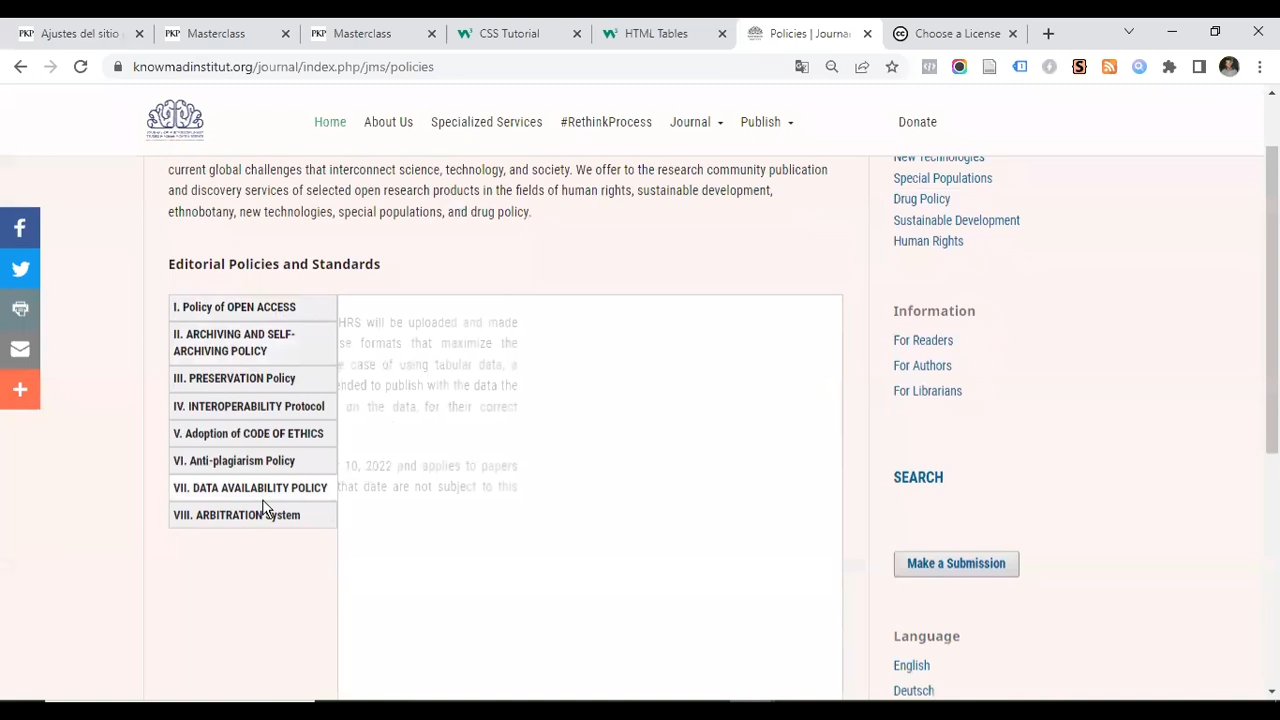 PKP Ajustes del sitio
PKP Masterclass
PKP Masterclass
CSS Tutorial
HTML Tables
Policies | Journa
Choose a License
knowmadinstitut.org/journal/index.php/jms/policies
Home
About Us
Specialized Services
#RethinkProcess
Journal
Publish
Donate
current global challenges that interconnect science, technology, and society. We offer to the research community publication
and discovery services of selected open research products in the fields of human rights, sustainable development,
ethnobotany, new technologies, special populations, and drug policy.
Editorial Policies and Standards
I. Policy of OPEN ACCESS
II. ARCHIVING AND SELF-
ARCHIVING POLICY
III. PRESERVATION Policy
IV. INTEROPERABILITY Protocol
V. Adoption of CODE OF ETHICS
VI. Anti-plagiarism Policy
VII. DATA AVAILABILITY POLICY
VIII. ARBITRATION System
HRS will be uploaded and made
se formats that maximize the
case of using tabular data, a
ended to publish with the data the
on the data, for their correct
10, 2022 and applies to papers
that date are not subject to this
New Technologies
Special Populations
Drug Policy
Sustainable Development
Human Rights
Information
For Readers
For Authors
For Librarians
SEARCH
Make a Submission
Language
English
Deutsch